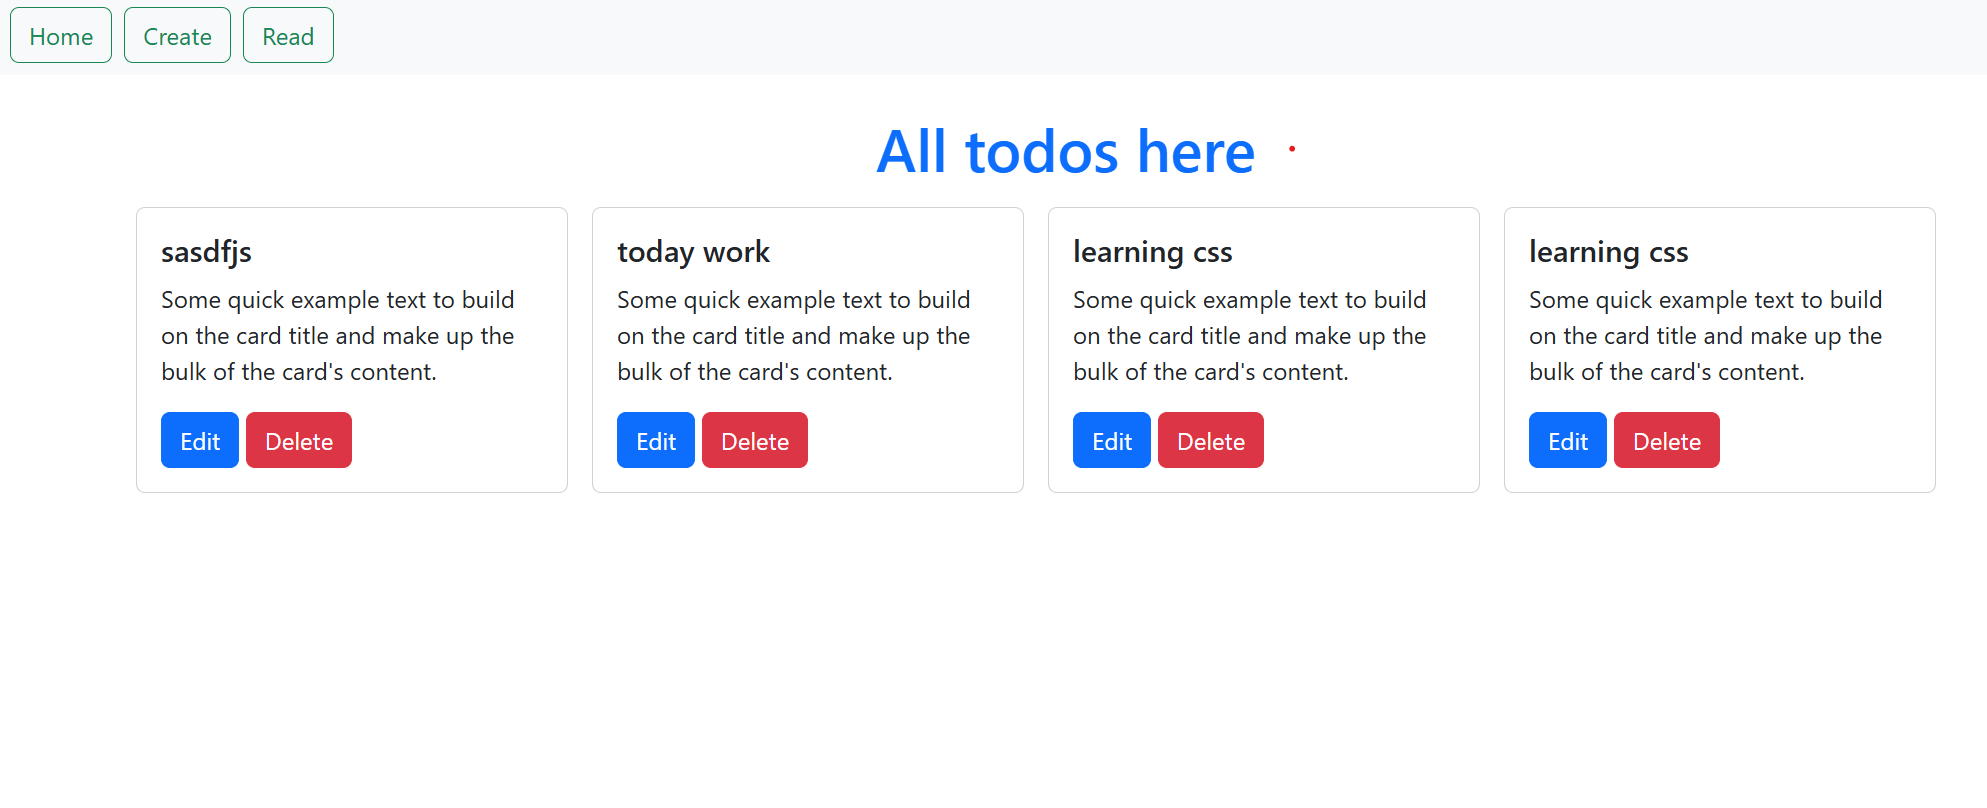 Home Create Read
All todos here
sasdfjs
Some quick example text to build
on the card title and make up the
bulk of the card's content.
Edit Delete
today work
Some quick example text to build
on the card title and make up the
bulk of the card's content.
Edit Delete
learning css
Some quick example text to build
on the card title and make up the
bulk of the card's content.
Edit Delete
learning css
Some quick example text to build
on the card title and make up the
bulk of the card's content.
Edit Delete